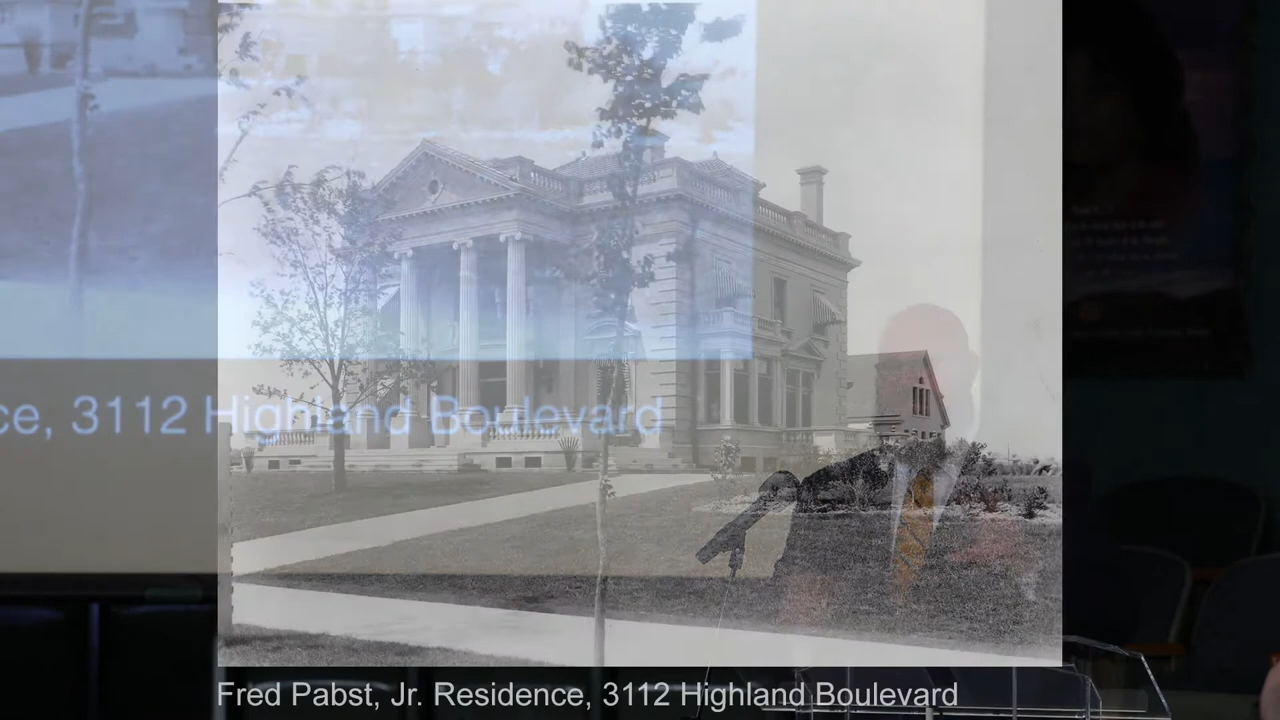 ce, 3112 Highland Boulevard
Fred Pabst, Jr. Residence, 3112 Highland Boulevard